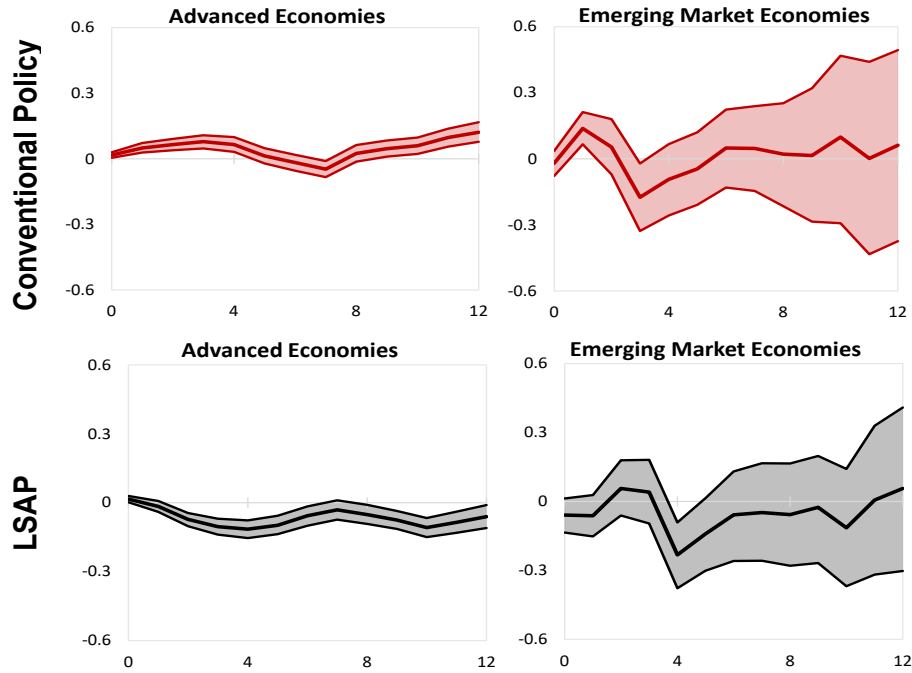 Conventional Policy
Advanced Economies
0.6
0.3
0
-0.3
-0.6
0 4 8 12
Emerging Market Economies
0.6
0.3
0
-0.3
-0.6
0 4 8 12
LSAP
Advanced Economies
0.6
0.3
0
-0.3
-0.6
0 4 8 12
Emerging Market Economies
0.6
0.3
0
-0.3
-0.6
0 4 8 12